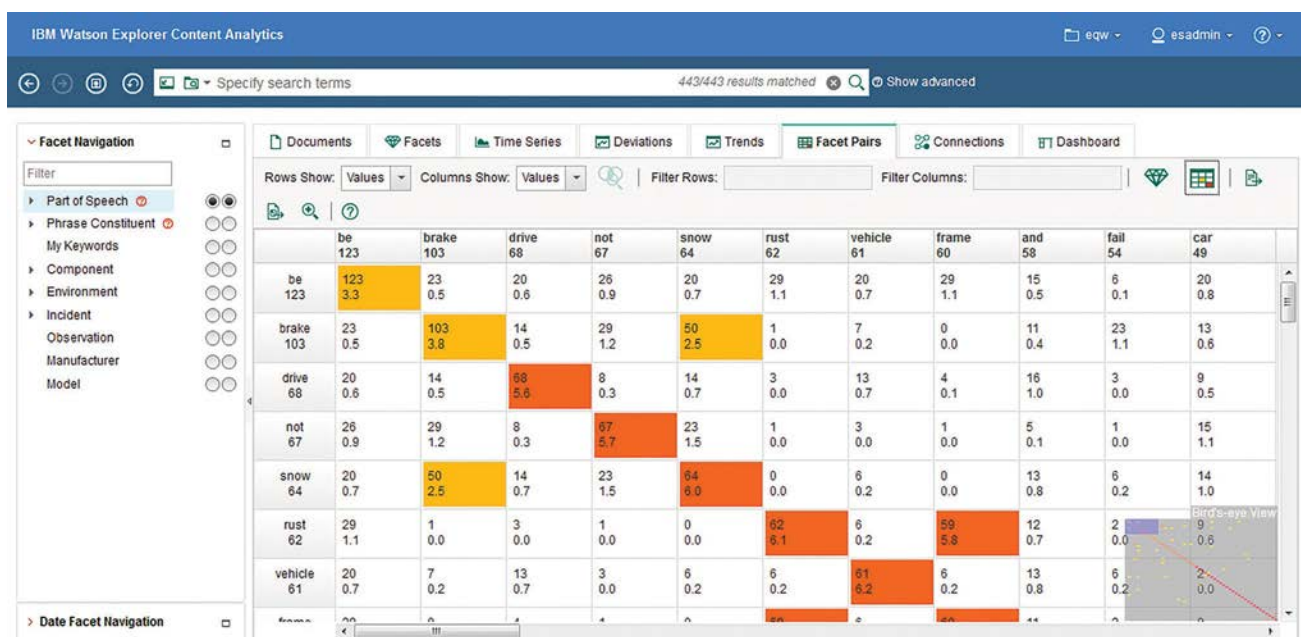 IBM Watson Explorer Content Analytics
eqw
esadmin
Specify search terms
443/443 results matched
Show advanced
Facet Navigation
Filter
Part of Speech
Phrase Constituent
My Keywords
Component
Environment
Incident
Observation
Manufacturer
Model
Date Facet Navigation
Documents Facets Time Series Deviations Trends Facet Pairs Connections Dashboard
Rows Show: Values Columns Show: Values Filter Rows: Filter Columns:
be brake drive not snow rust vehicle frame and fail car
123 103 68 67 64 62 61 60 58 54 49
be 123 23 20 26 20 29 20 29 15 6 20
123 3.3 0.5 0.6 0.9 0.7 1.1 0.7 1.1 0.5 0.1 0.8
brake 23 103 14 29 50 1 7 0 11 23 13
103 0.5 3.8 0.5 1.2 2.5 0.0 0.2 0.0 0.4 1.1 0.6
drive 20 14 68 8 14 3 13 4 16 3 9
68 0.6 0.5 5.6 0.3 0.7 0.0 0.7 0.1 1.0 0.0 0.5
not 26 29 8 67 23 1 3 1 5 1 15
67 0.9 1.2 0.3 5.7 1.5 0.0 0.0 0.0 0.1 0.0 1.1
snow 20 50 14 23 64 0 6 0 13 6 14
64 0.7 2.5 0.7 1.5 6.0 0.0 0.2 0.0 0.8 0.2 1.0
Bird's-eye View
rust 29 1 3 1 0 62 6 59 12 2 9
62 1.1 0.0 0.0 0.0 0.0 6.1 0.2 5.8 0.7 0.0 0.6
vehicle 20 7 13 3 6 6 61 6 13 6 2
61 0.7 0.2 0.7 0.0 0.2 0.2 6.2 0.2 0.8 0.2 0.0